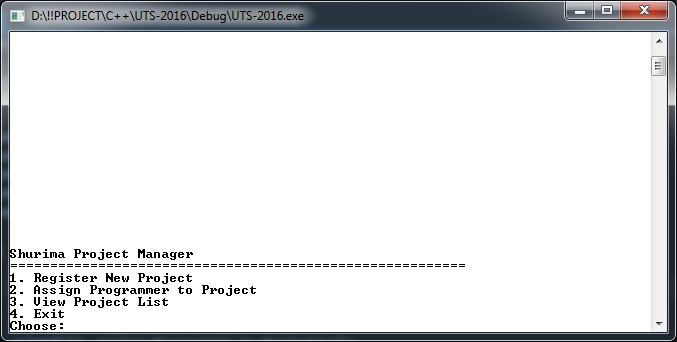 D:\!!PROJECT\C++\UTS-2016\Debug\UTS-2016.exe
Shurima Project Manager
=========================================================
1. Register New Project
2. Assign Programmer to Project
3. View Project List
4. Exit
Choose: